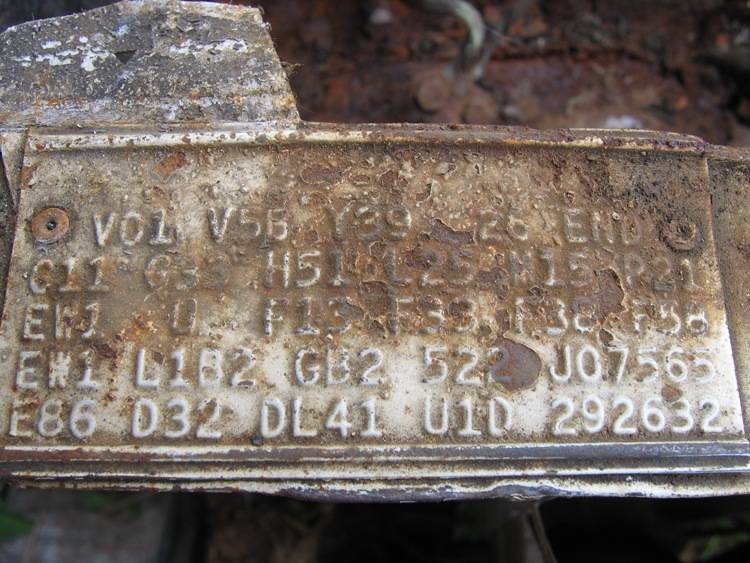 V01 V5B Y39 26 END
C11 G33 H51 L25 M15 R21
EW1 U F13 F39 F38 F58
EW1 L1B2 GB2 522 J07565
E86 D32 DL41 U1D 292632